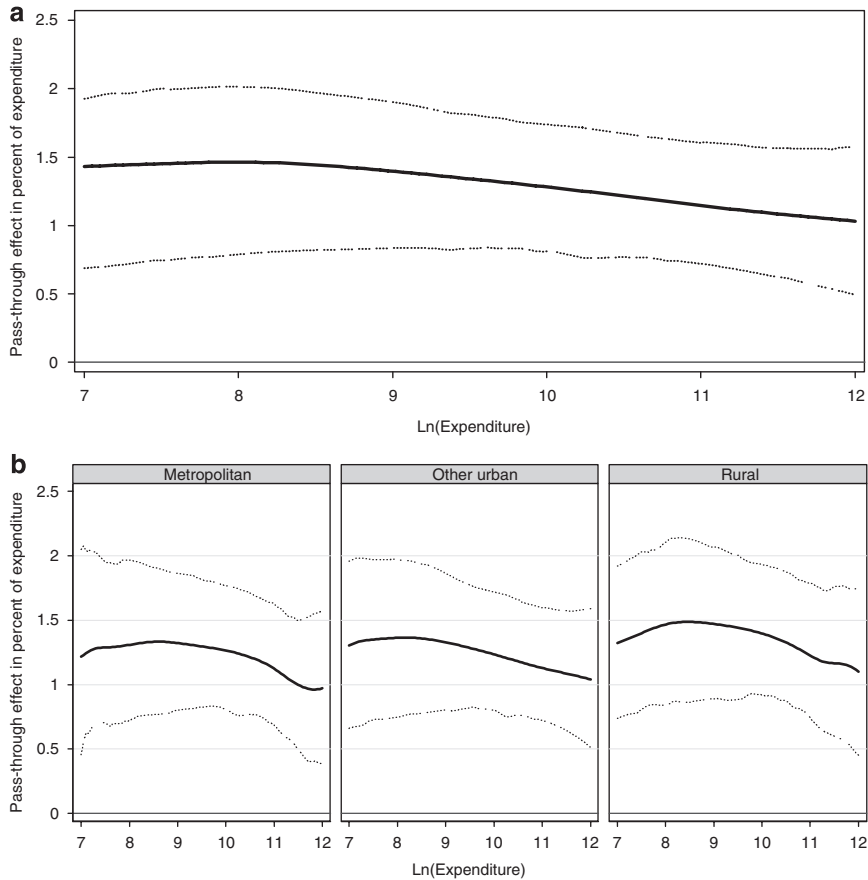 a
Pass-through effect in percent of expenditure
2.5
2
1.5
1
0.5
0
7 8 9 10 11 12
Ln(Expenditure)
b
Metropolitan Other urban Rural
Pass-through effect in percent of expenditure
2.5
2
1.5
1
0.5
0
7 8 9 10 11 12 7 8 9 10 11 12 7 8 9 10 11 12
Ln(Expenditure)